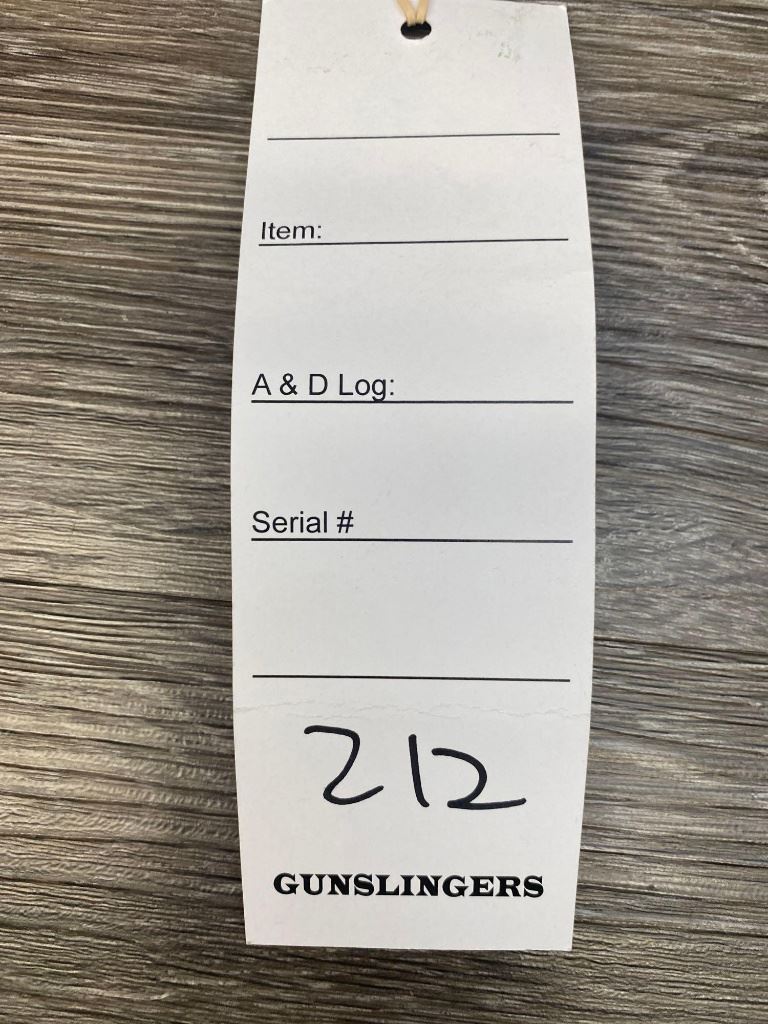 Item:
A & D Log:
Serial #
212
GUNSLINGERS